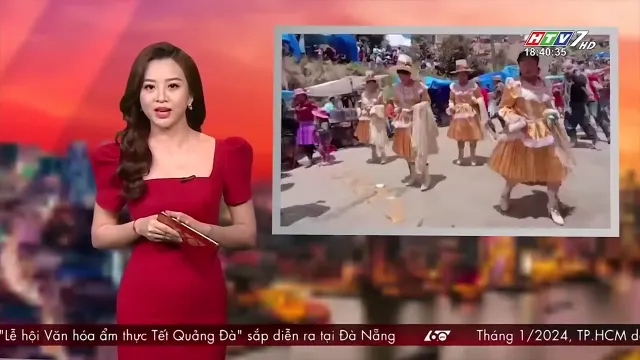 HTV7 HD
18:40:35
"Lễ hội Văn hóa ẩm thực Tết Quảng Đà" sắp diễn ra tại Đà Nẵng 60 Tháng 1/2024, TP.HCM d